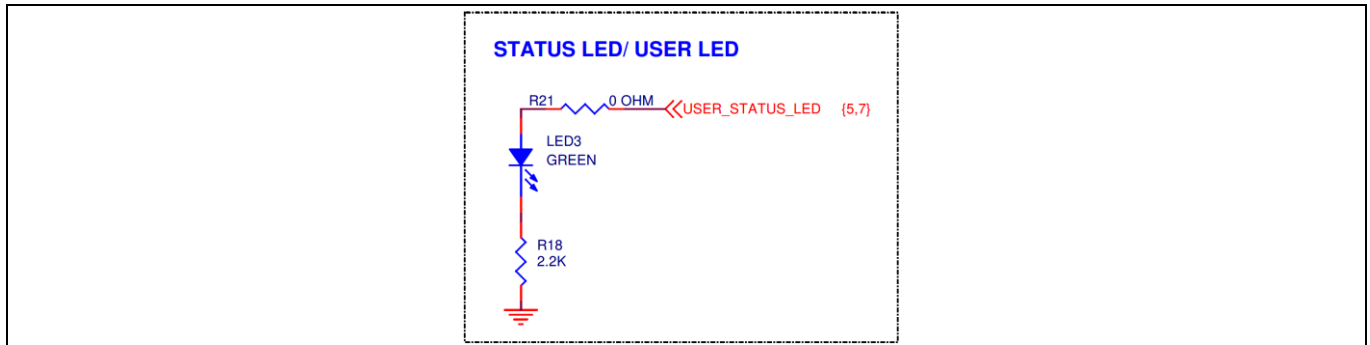 STATUS LED/ USER LED
R21 0 OHM USER_STATUS_LED {5,7}
LED3
GREEN
R18
2.2K